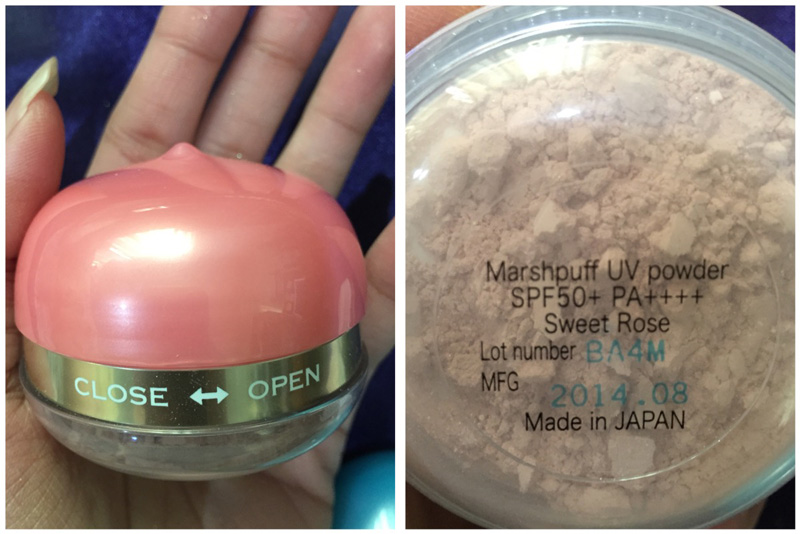 CLOSE ↔ OPEN
Marshpuff UV powder
SPF50+ PA++++
Sweet Rose
Lot number BA4M
MFG 2014.08
Made in JAPAN